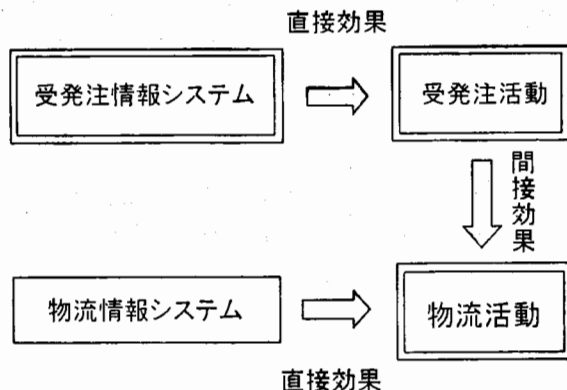 直接効果
受発注情報システム
受発注活動
間接効果
物流情報システム
物流活動
直接効果